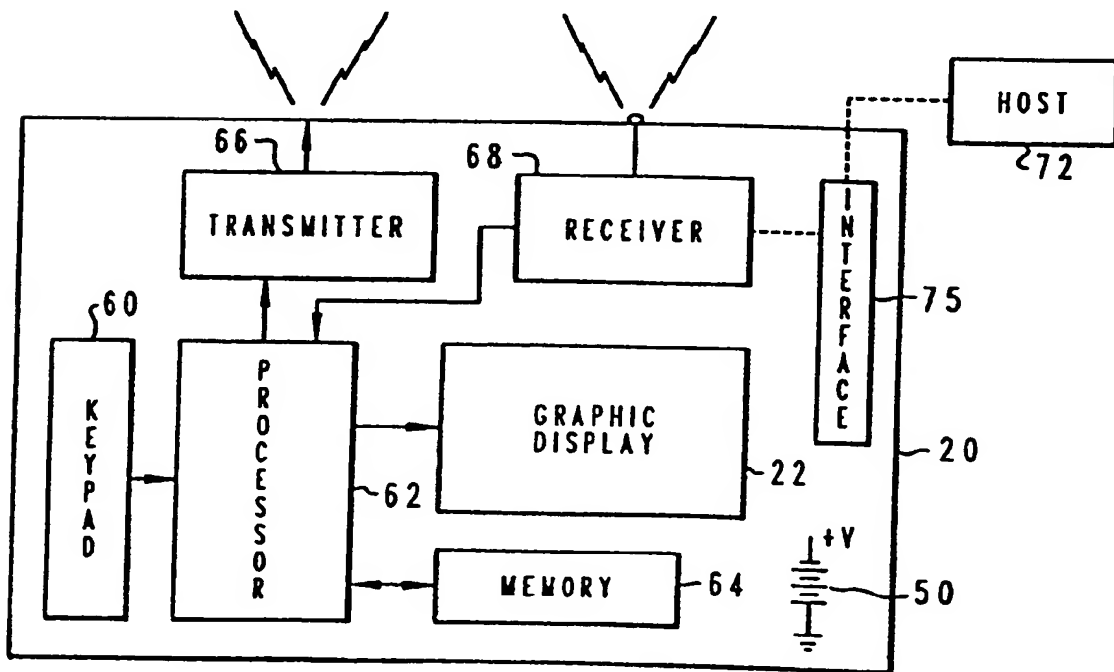 HOST
72
66
TRANSMITTER
68
RECEIVER
INTERFACE
75
60
KEYPAD
PROCESSOR
62
GRAPHIC
DISPLAY
22
20
MEMORY
64
+V
50